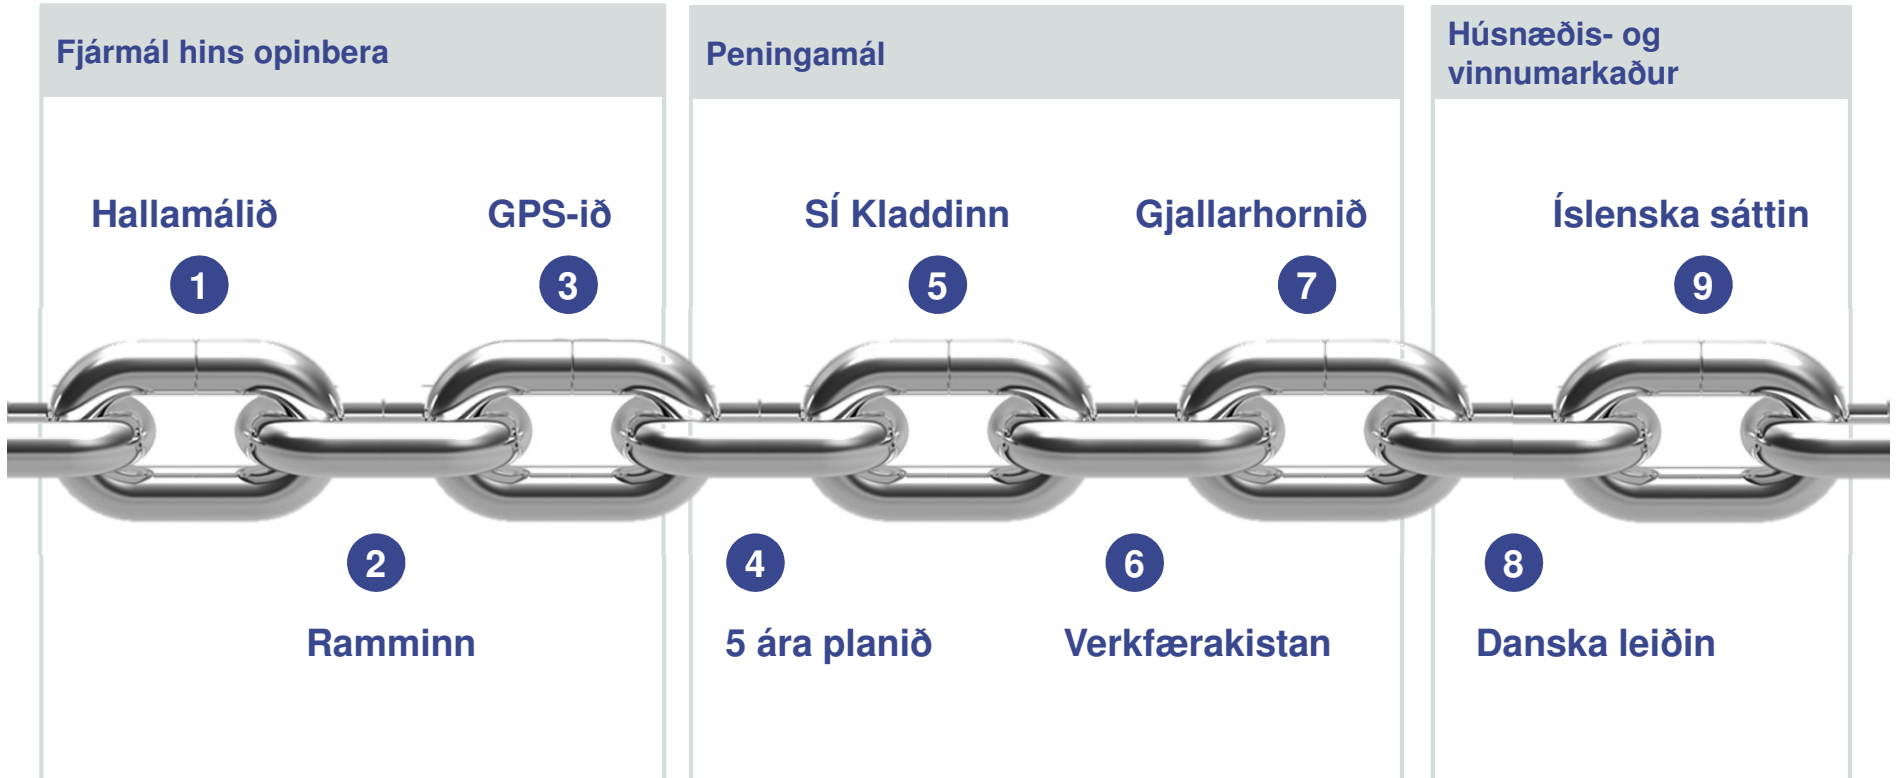 Fjármál hins opinbera
Peningamál
Húsnæðis- og
vinnumarkaður
Hallamálið
GPS-ið
SÍ Kladdinn
Gjallarhornið
Íslenska sáttin
1
3
5
7
9
2
4
6
8
Ramminn
5 ára planið
Verkfærakistan
Danska leiðin